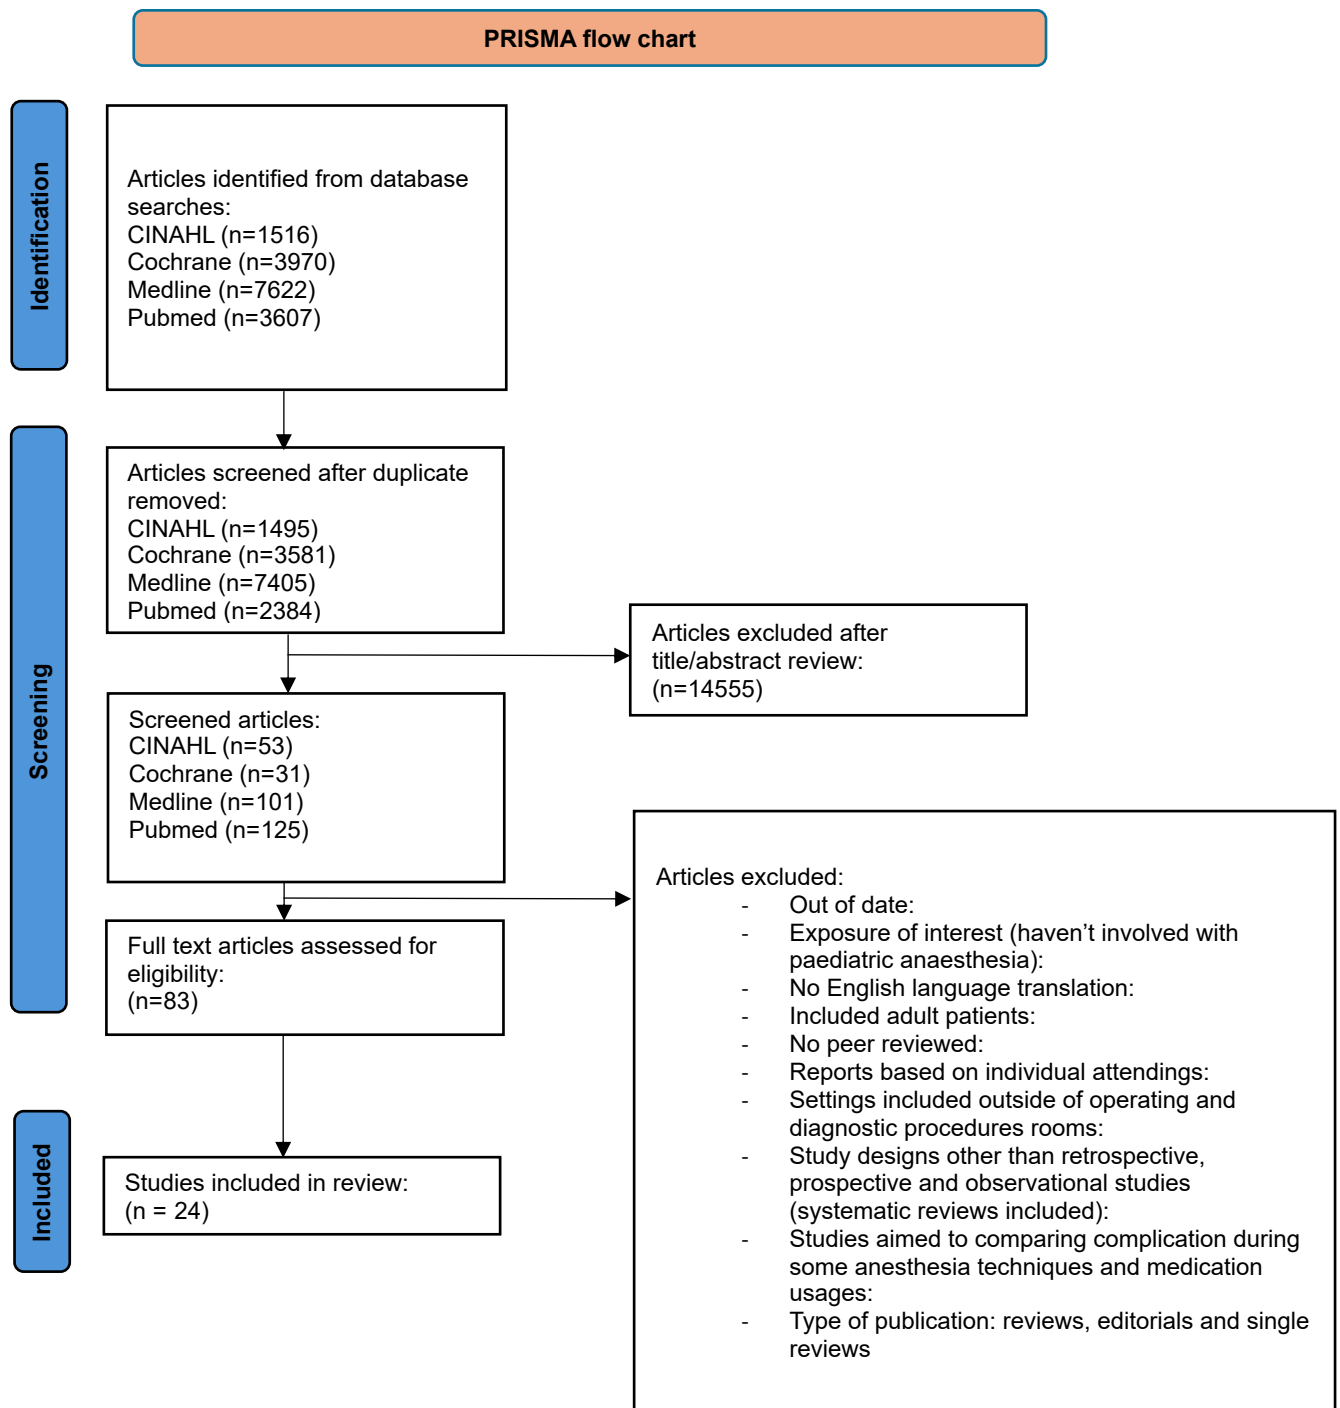 PRISMA flow chart
Identification
Articles identified from database
searches:
CINAHL (n=1516)
Cochrane (n=3970)
Medline (n=7622)
Pubmed (n=3607)
Screening
Articles screened after duplicate
removed:
CINAHL (n=1495)
Cochrane (n=3581)
Medline (n=7405)
Pubmed (n=2384)
Articles excluded after
title/abstract review:
(n=14555)
Screened articles:
CINAHL (n=53)
Cochrane (n=31)
Medline (n=101)
Pubmed (n=125)
Articles excluded:
- Out of date:
- Exposure of interest (haven’t involved with
paediatric anaesthesia):
- No English language translation:
- Included adult patients:
- No peer reviewed:
- Reports based on individual attendings:
- Settings included outside of operating and
diagnostic procedures rooms:
- Study designs other than retrospective,
prospective and observational studies
(systematic reviews included):
- Studies aimed to comparing complication during
some anesthesia techniques and medication
usages:
- Type of publication: reviews, editorials and single
reviews
Full text articles assessed for
eligibility:
(n=83)
Included
Studies included in review:
(n = 24)